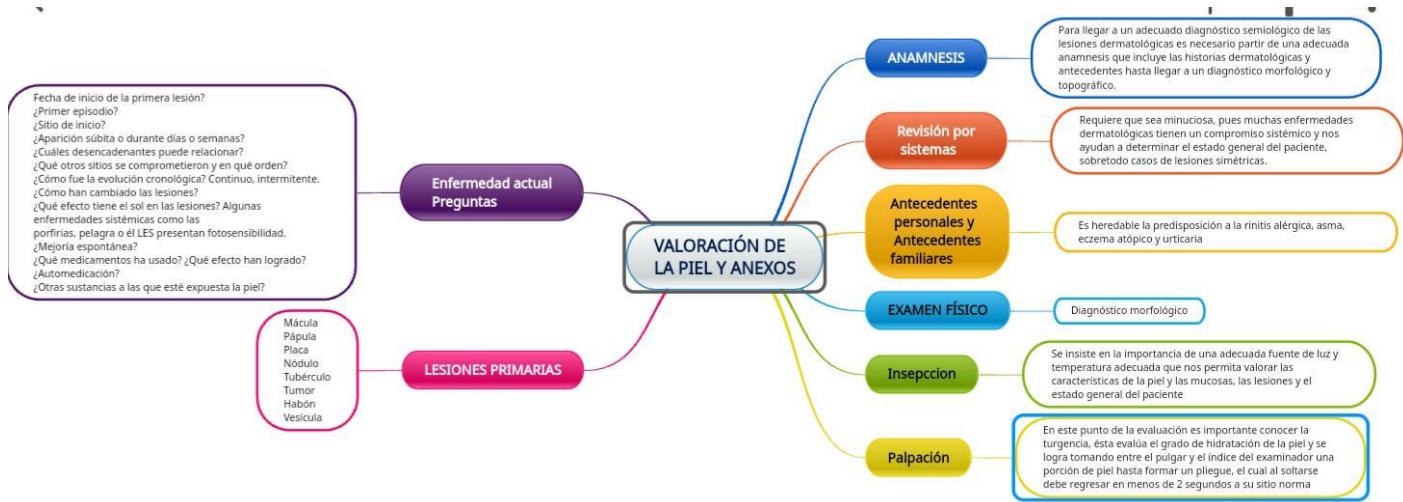 VALORACIÓN DE
LA PIEL Y ANEXOS
ANAMNESIS
Para llegar a un adecuado diagnóstico semiológico de las
lesiones dermatológicas es necesario partir de una adecuada
anamnesis que incluye las historias dermatológicas y
antecedentes hasta llegar a un diagnóstico morfológico y
topográfico.
Revisión por
sistemas
Requiere que sea minuciosa, pues muchas enfermedades
dermatológicas tienen un compromiso sistémico y nos
ayudan a determinar el estado general del paciente,
sobretodo casos de lesiones simétricas.
Antecedentes
personales y
Antecedentes
familiares
Es heredable la predisposición a la rinitis alérgica, asma,
eczema atópico y urticaria
EXAMEN FÍSICO
Diagnóstico morfológico
Insepccion
Se insiste en la importancia de una adecuada fuente de luz y
temperatura adecuada que nos permita valorar las
características de la piel y las mucosas, las lesiones y el
estado general del paciente
Palpación
En este punto de la evaluación es importante conocer la
turgencia, ésta evalúa el grado de hidratación de la piel y se
logra tomando entre el pulgar y el índice del examinador una
porción de piel hasta formar un pliegue, el cual al soltarse
debe regresar en menos de 2 segundos a su sitio norma
Enfermedad actual
Preguntas
Fecha de inicio de la primera lesión?
¿Primer episodio?
¿Sitio de inicio?
¿Aparición súbita o durante días o semanas?
¿Cuáles desencadenantes puede relacionar?
¿Qué otros sitios se comprometieron y en qué orden?
¿Cómo fue la evolución cronológica? Continuo, intermitente.
¿Cómo han cambiado las lesiones?
¿Qué efecto tiene el sol en las lesiones? Algunas
enfermedades sistémicas como las
porfirias, pelagra o él LES presentan fotosensibilidad.
¿Mejoría espontánea?
¿Qué medicamentos ha usado? ¿Qué efecto han logrado?
¿Automedicación?
¿Otras sustancias a las que esté expuesta la piel?
LESIONES PRIMARIAS
Mácula
Pápula
Placa
Nódulo
Tubérculo
Tumor
Habón
Vesícula